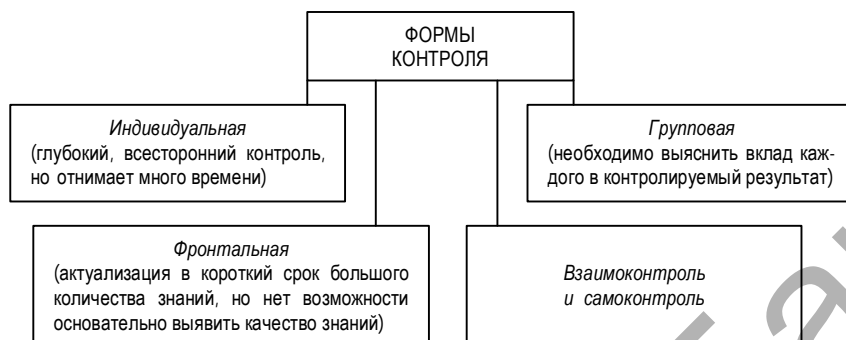 ФОРМЫ
КОНТРОЛЯ
Индивидуальная
(глубокий, всесторонний контроль,
но отнимает много времени)
Групповая
(необходимо выяснить вклад каж-
дого в контролируемый результат)
Фронтальная
(актуализация в короткий срок большого
количества знаний, но нет возможности
основательно выявить качество знаний)
Взаимоконтроль
и самоконтроль